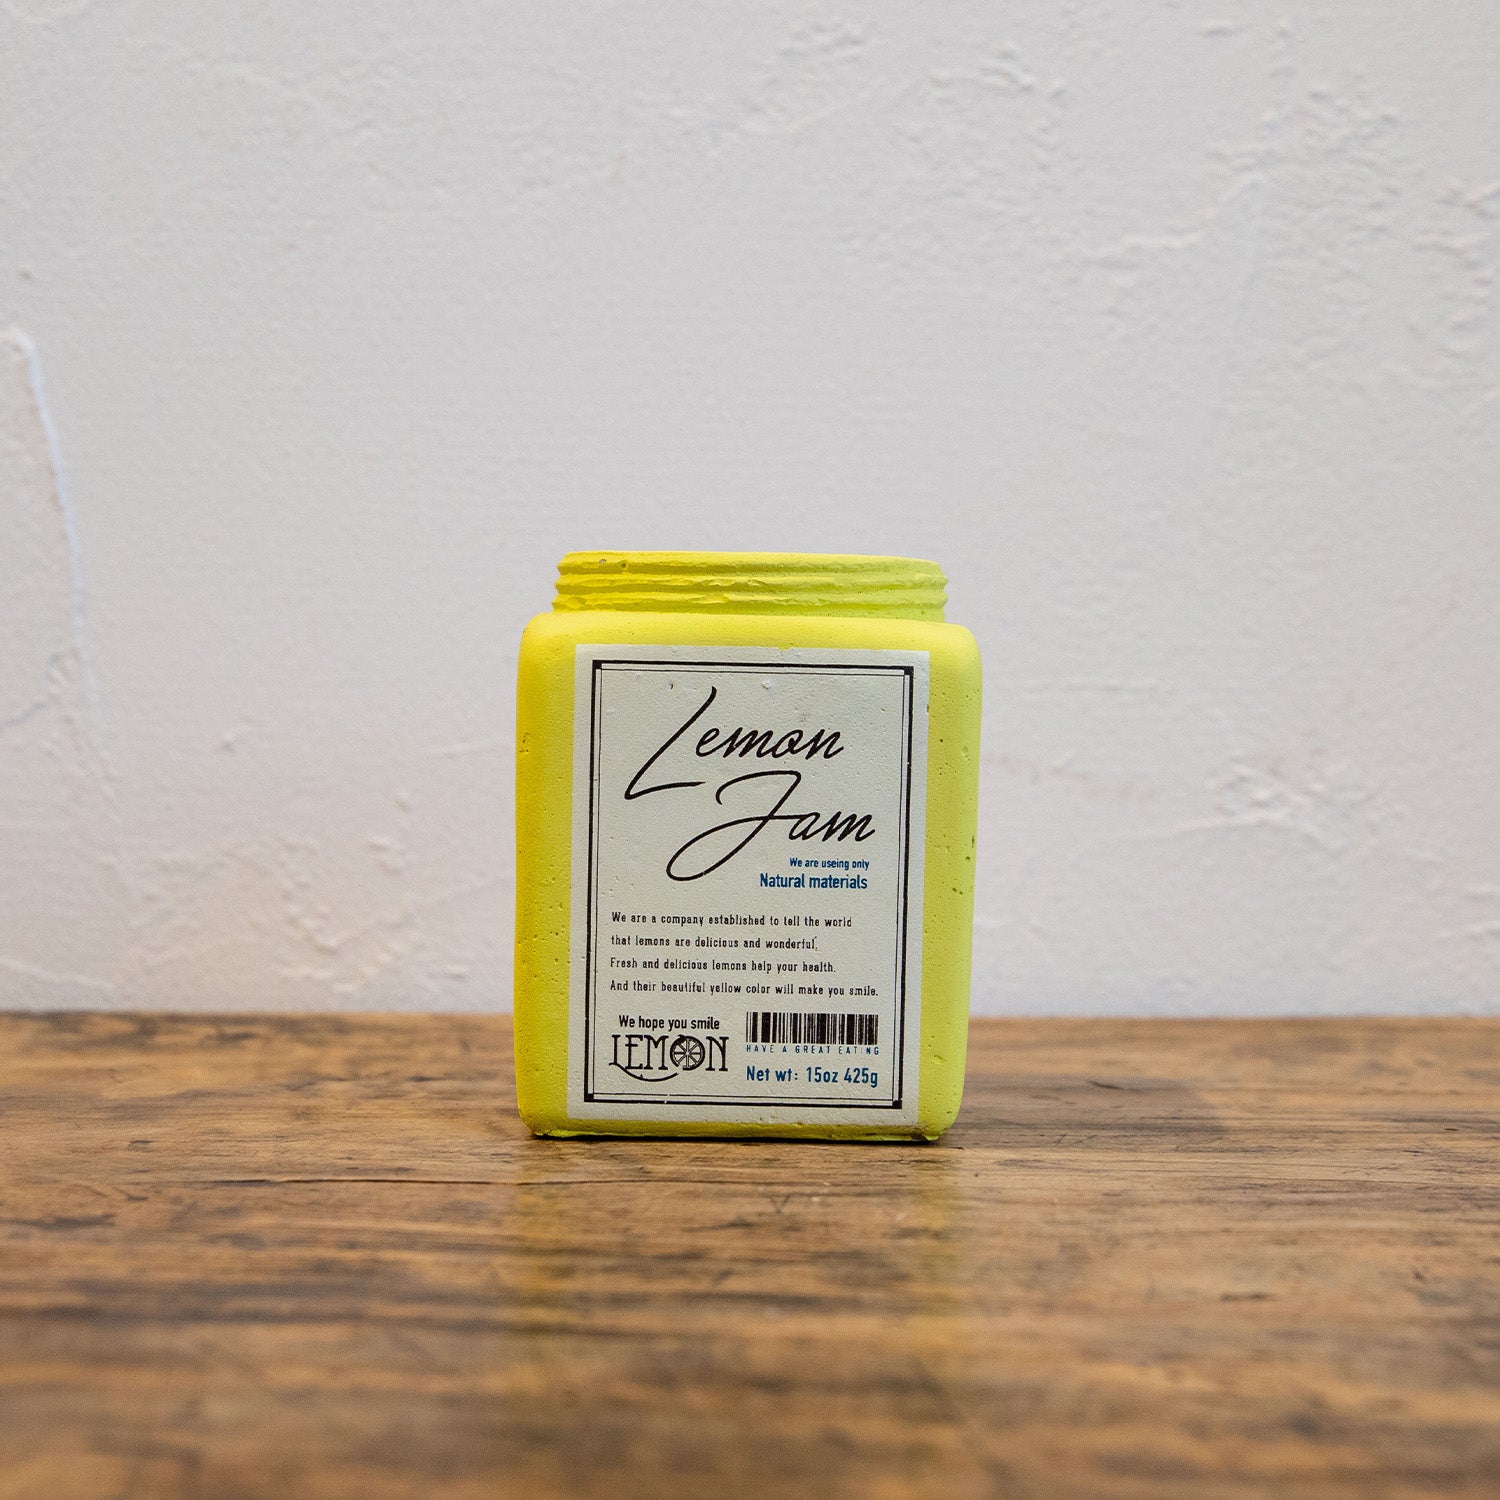 Lemon
Jam
We are useing only
Natural materials
We are a company established to tell the world
that lemons are delicious and wonderful,
Fresh and delicious lemons help your health.
And their beautiful yellow color will make you smile.
We hope you smile
LEMON
HAVE A GREAT EATING
Net wt: 15oz 425g